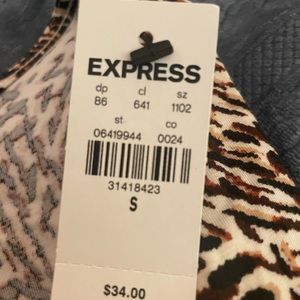 EXPRESS
dp cl sz
86 641 1102
st co
06419944 0024
31418423
S
$34.00